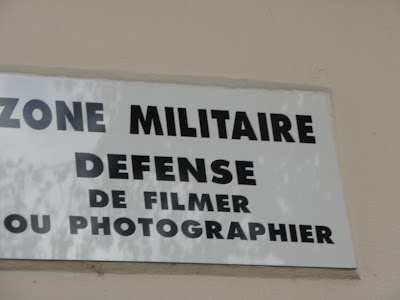 ZONE MILITAIRE
DEFENSE
DE FILMER
OU PHOTOGRAPHIER